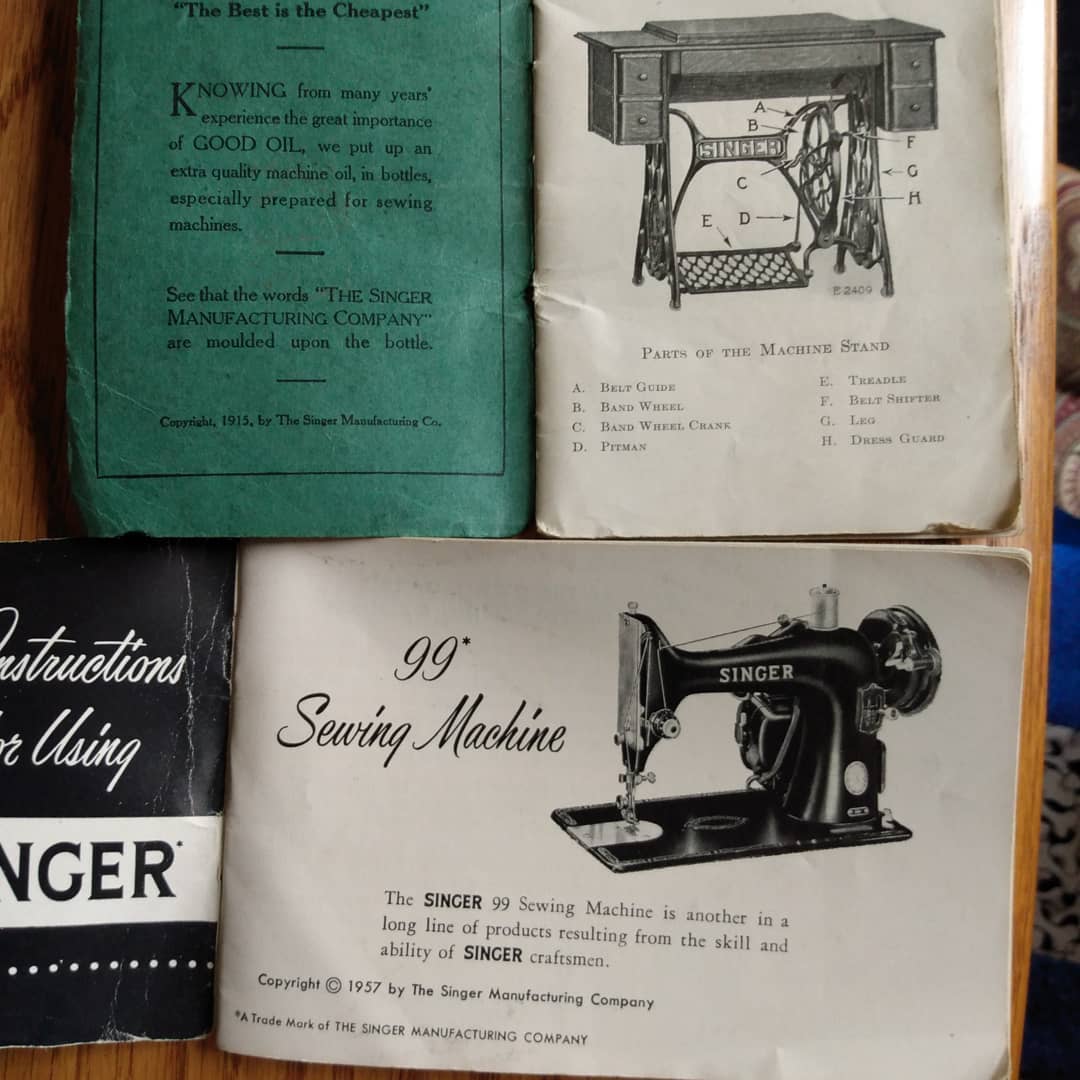 "The Best is the Cheapest"
KNOWING from many years'
experience the great importance
of GOOD OIL, we put up an
extra quality machine oil, in bottles,
especially prepared for sewing
machines.
See that the words "THE SINGER
MANUFACTURING COMPANY"
are moulded upon the bottle.
Copyright, 1915, by The Singer Manufacturing Co.
A
B
SINGER
C
D
E
F
G
H
E 2409
PARTS OF THE MACHINE STAND
A. BELT GUIDE
B. BAND WHEEL
C. BAND WHEEL CRANK
D. PITMAN
E. TREADLE
F. BELT SHIFTER
G. LEG
H. DRESS GUARD
nstructions
or Using
NGER*
99*
Sewing Machine
SINGER
The SINGER 99 Sewing Machine is another in a
long line of products resulting from the skill and
ability of SINGER craftsmen.
Copyright © 1957 by The Singer Manufacturing Company
*A Trade Mark of THE SINGER MANUFACTURING COMPANY